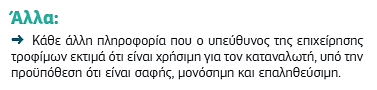 Άλλα:
➔ Κάθε άλλη πληροφορία που ο υπεύθυνος της επιχείρησης
τροφίμων εκτιμά ότι είναι χρήσιμη για τον καταναλωτή, υπό την
προϋπόθεση ότι είναι σαφής, μονόσημη και επαληθεύσιμη.